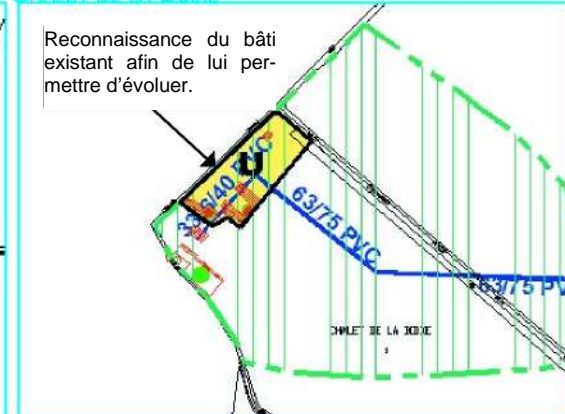 Reconnaissance du bâti
existant afin de lui per-
mettre d'évoluer.
U
63/75 PVC
63/75 PV
CHALET DE LA